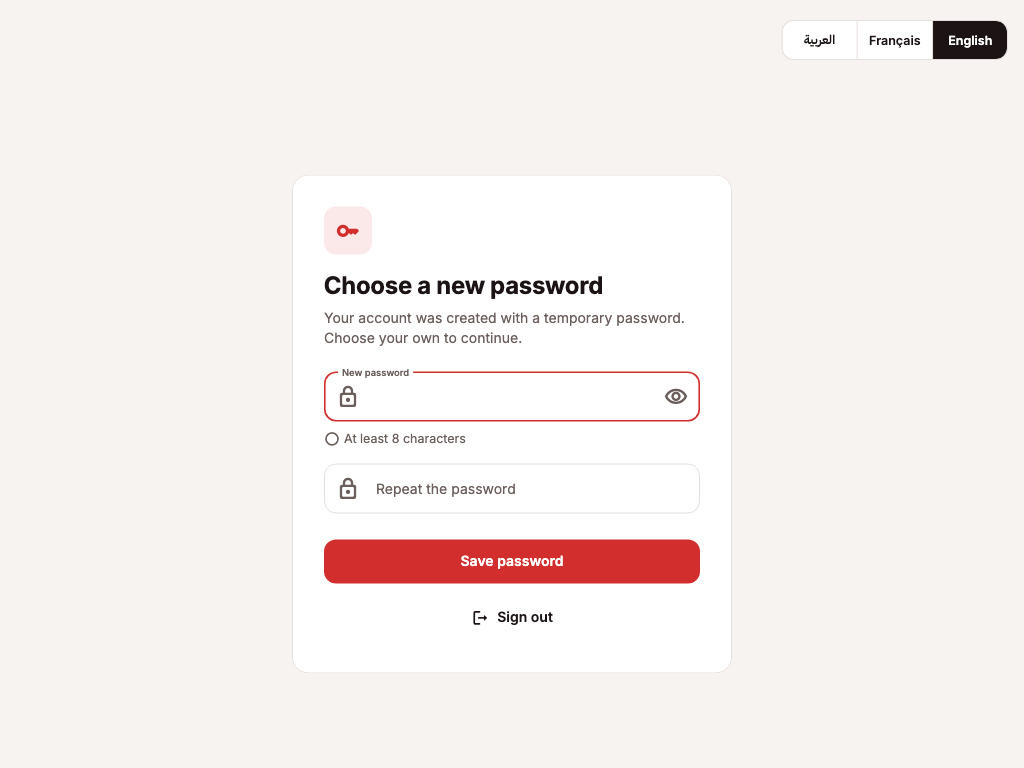 العربية
Français
English
Choose a new password
Your account was created with a temporary password.
Choose your own to continue.
New password
At least 8 characters
Repeat the password
Save password
Sign out